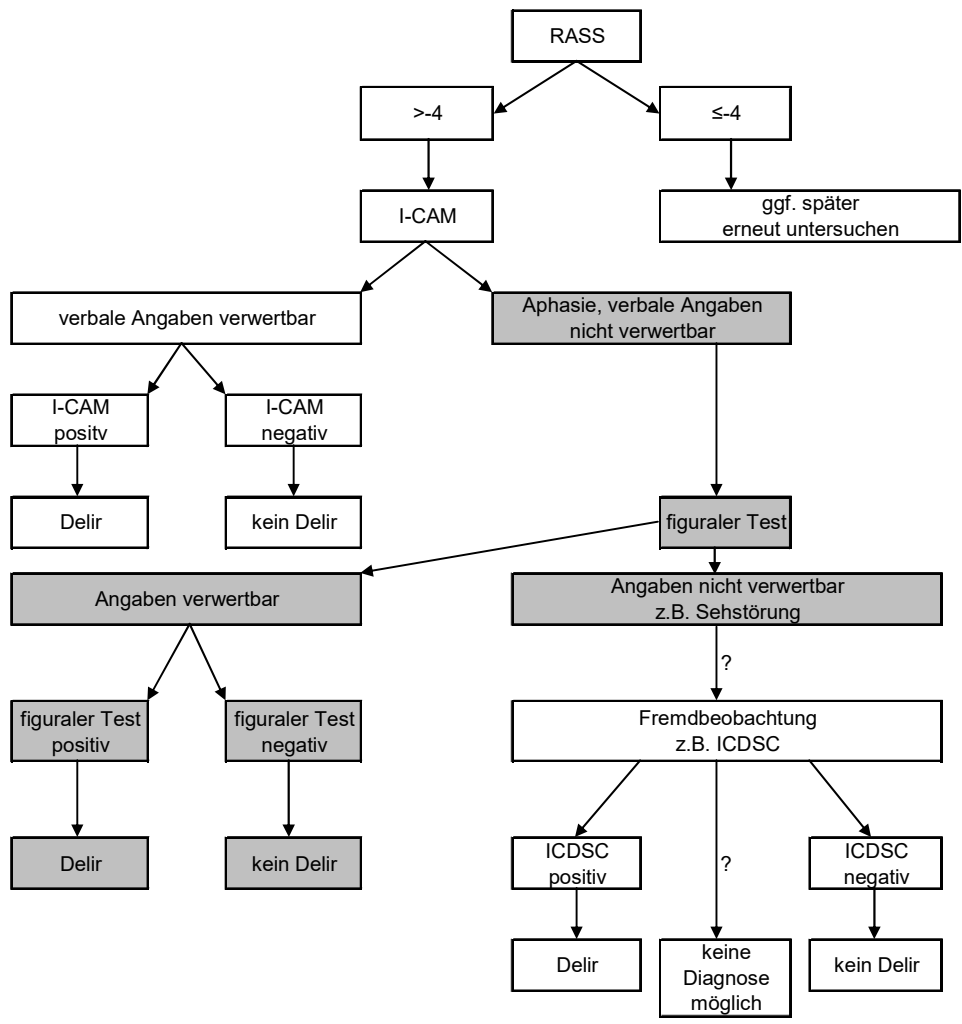 RASS
>-4
≤-4
I-CAM
ggf. später
erneut untersuchen
verbale Angaben verwertbar
Aphasie, verbale Angaben
nicht verwertbar
I-CAM
positv
I-CAM
negativ
Delir
kein Delir
figuraler Test
Angaben verwertbar
Angaben nicht verwertbar
z.B. Sehstörung
?
figuraler Test
positiv
figuraler Test
negativ
Fremdbeobachtung
z.B. ICDSC
Delir
kein Delir
ICDSC
positiv
?
ICDSC
negativ
Delir
keine
Diagnose
möglich
kein Delir